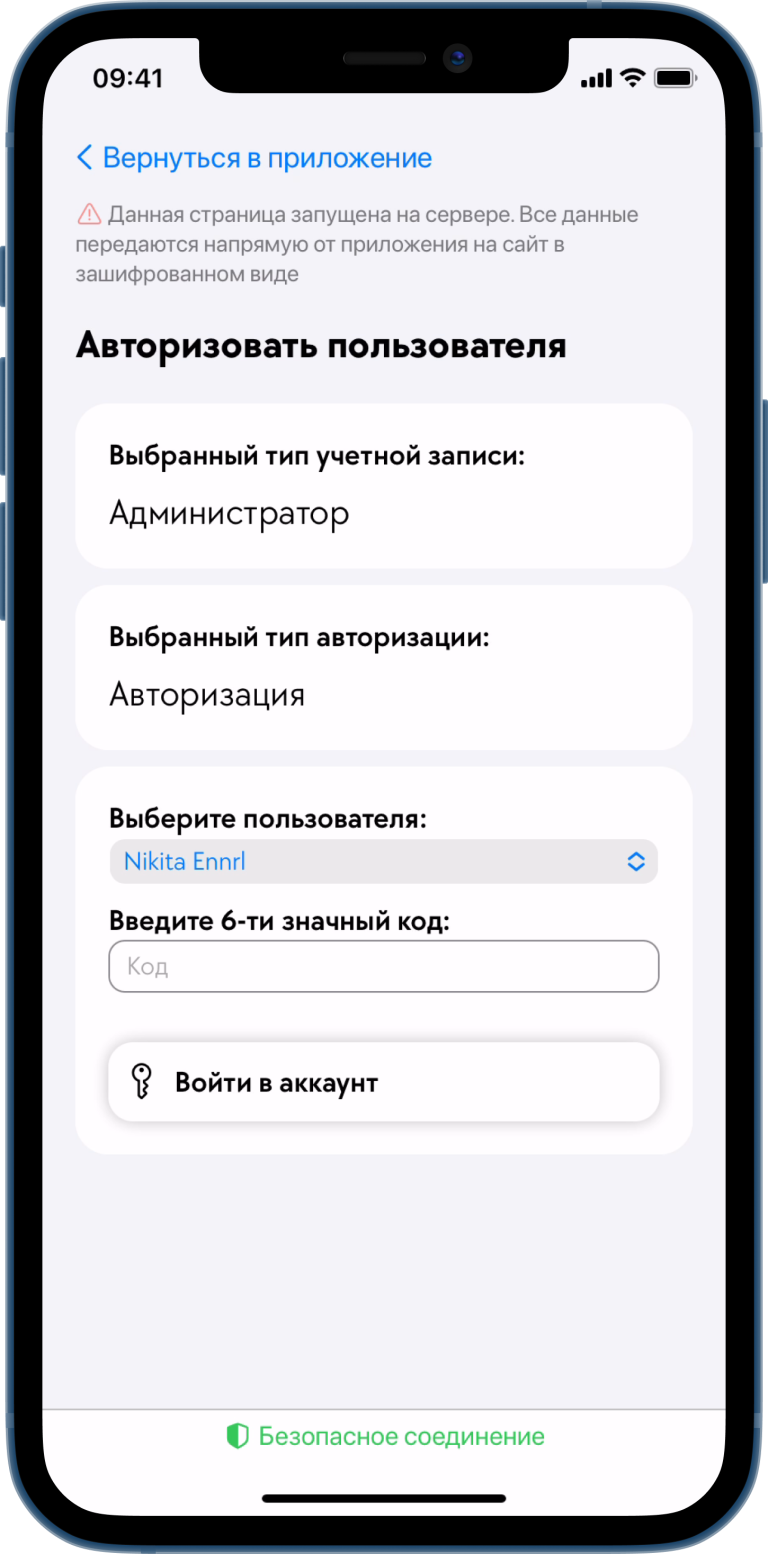 09:41
Вернуться в приложение
Данная страница запущена на сервере. Все данные
передаются напрямую от приложения на сайт в
зашифрованном виде
Авторизовать пользователя
Выбранный тип учетной записи:
Администратор
Выбранный тип авторизации:
Авторизация
Выберите пользователя:
Nikita Ennrl
Введите 6-ти значный код:
Код
Войти в аккаунт
Безопасное соединение